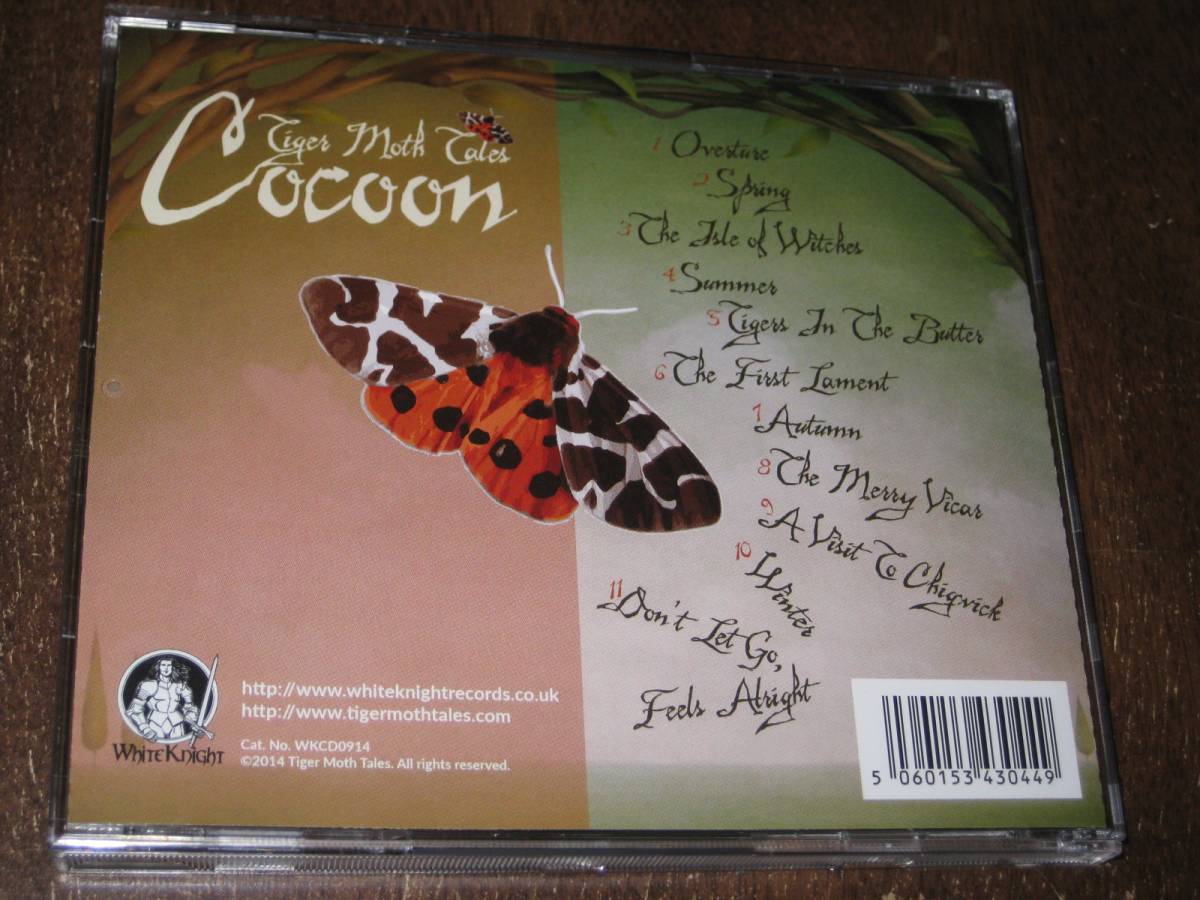 Tiger Moth Tales
Cocoon
1 Overture
2 Spring
3 The Isle of Witches
4 Summer
5 Tigers In The Butter
6 The First Lament
7 Autumn
8 The Merry Vicar
9 A Visit To Chigwick
10 Winter
11 Don't Let Go,
Feels Alright
WhiteKnight
http://www.whiteknightrecords.co.uk
http://www.tigermothtales.com
Cat. No. WKCD0914
©2014 Tiger Moth Tales. All rights reserved.
5 060153 430449